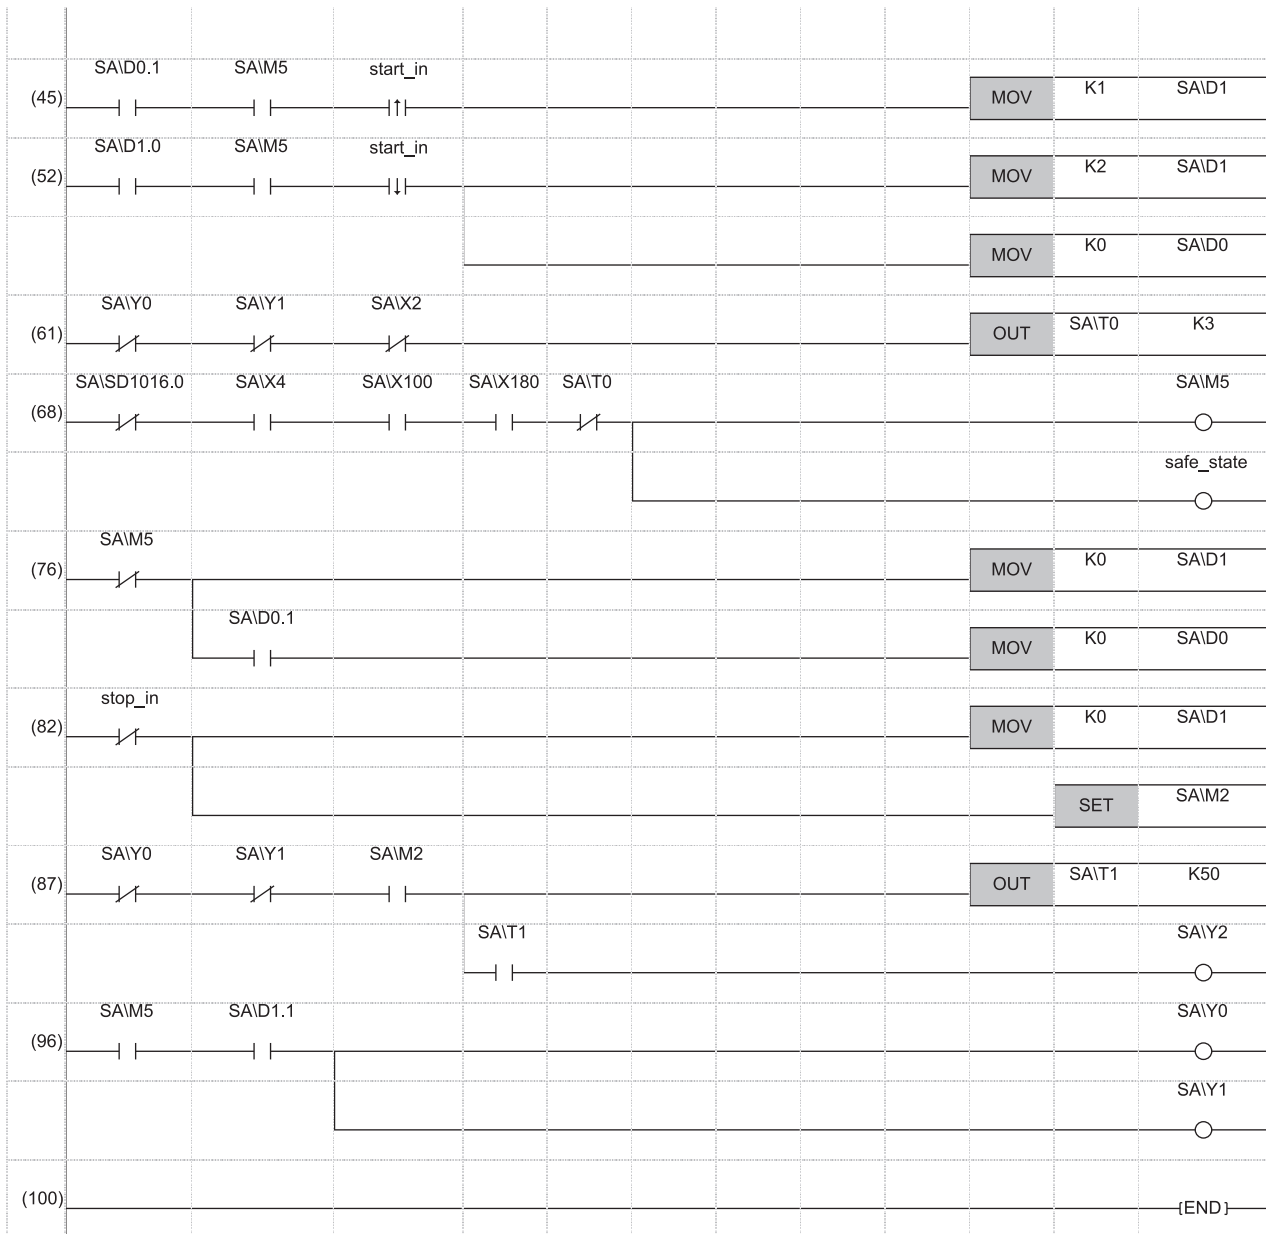 SA\D0.1 SA\M5 start_in
(45) MOV K1 SA\D1
SA\D1.0 SA\M5 start_in
(52) MOV K2 SA\D1
MOV K0 SA\D0
SA\Y0 SA\Y1 SA\X2
(61) OUT SA\T0 K3
SA\SD1016.0 SA\X4 SA\X100 SA\X180 SA\T0 SA\M5
(68)
safe_state
SA\M5
(76) MOV K0 SA\D1
SA\D0.1
MOV K0 SA\D0
stop_in
(82) MOV K0 SA\D1
SET SA\M2
SA\Y0 SA\Y1 SA\M2
(87) OUT SA\T1 K50
SA\T1 SA\Y2
SA\M5 SA\D1.1 SA\Y0
(96)
SA\Y1
(100) [END]